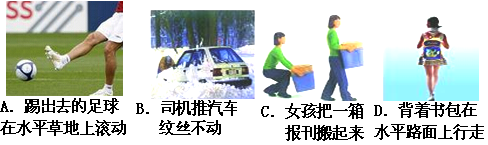 SS
A. 踢出去的足球
在水平草地上滚动
B. 司机推汽车
纹丝不动
C. 女孩把一箱
报刊搬起来
D. 背着书包在
水平路面上行走